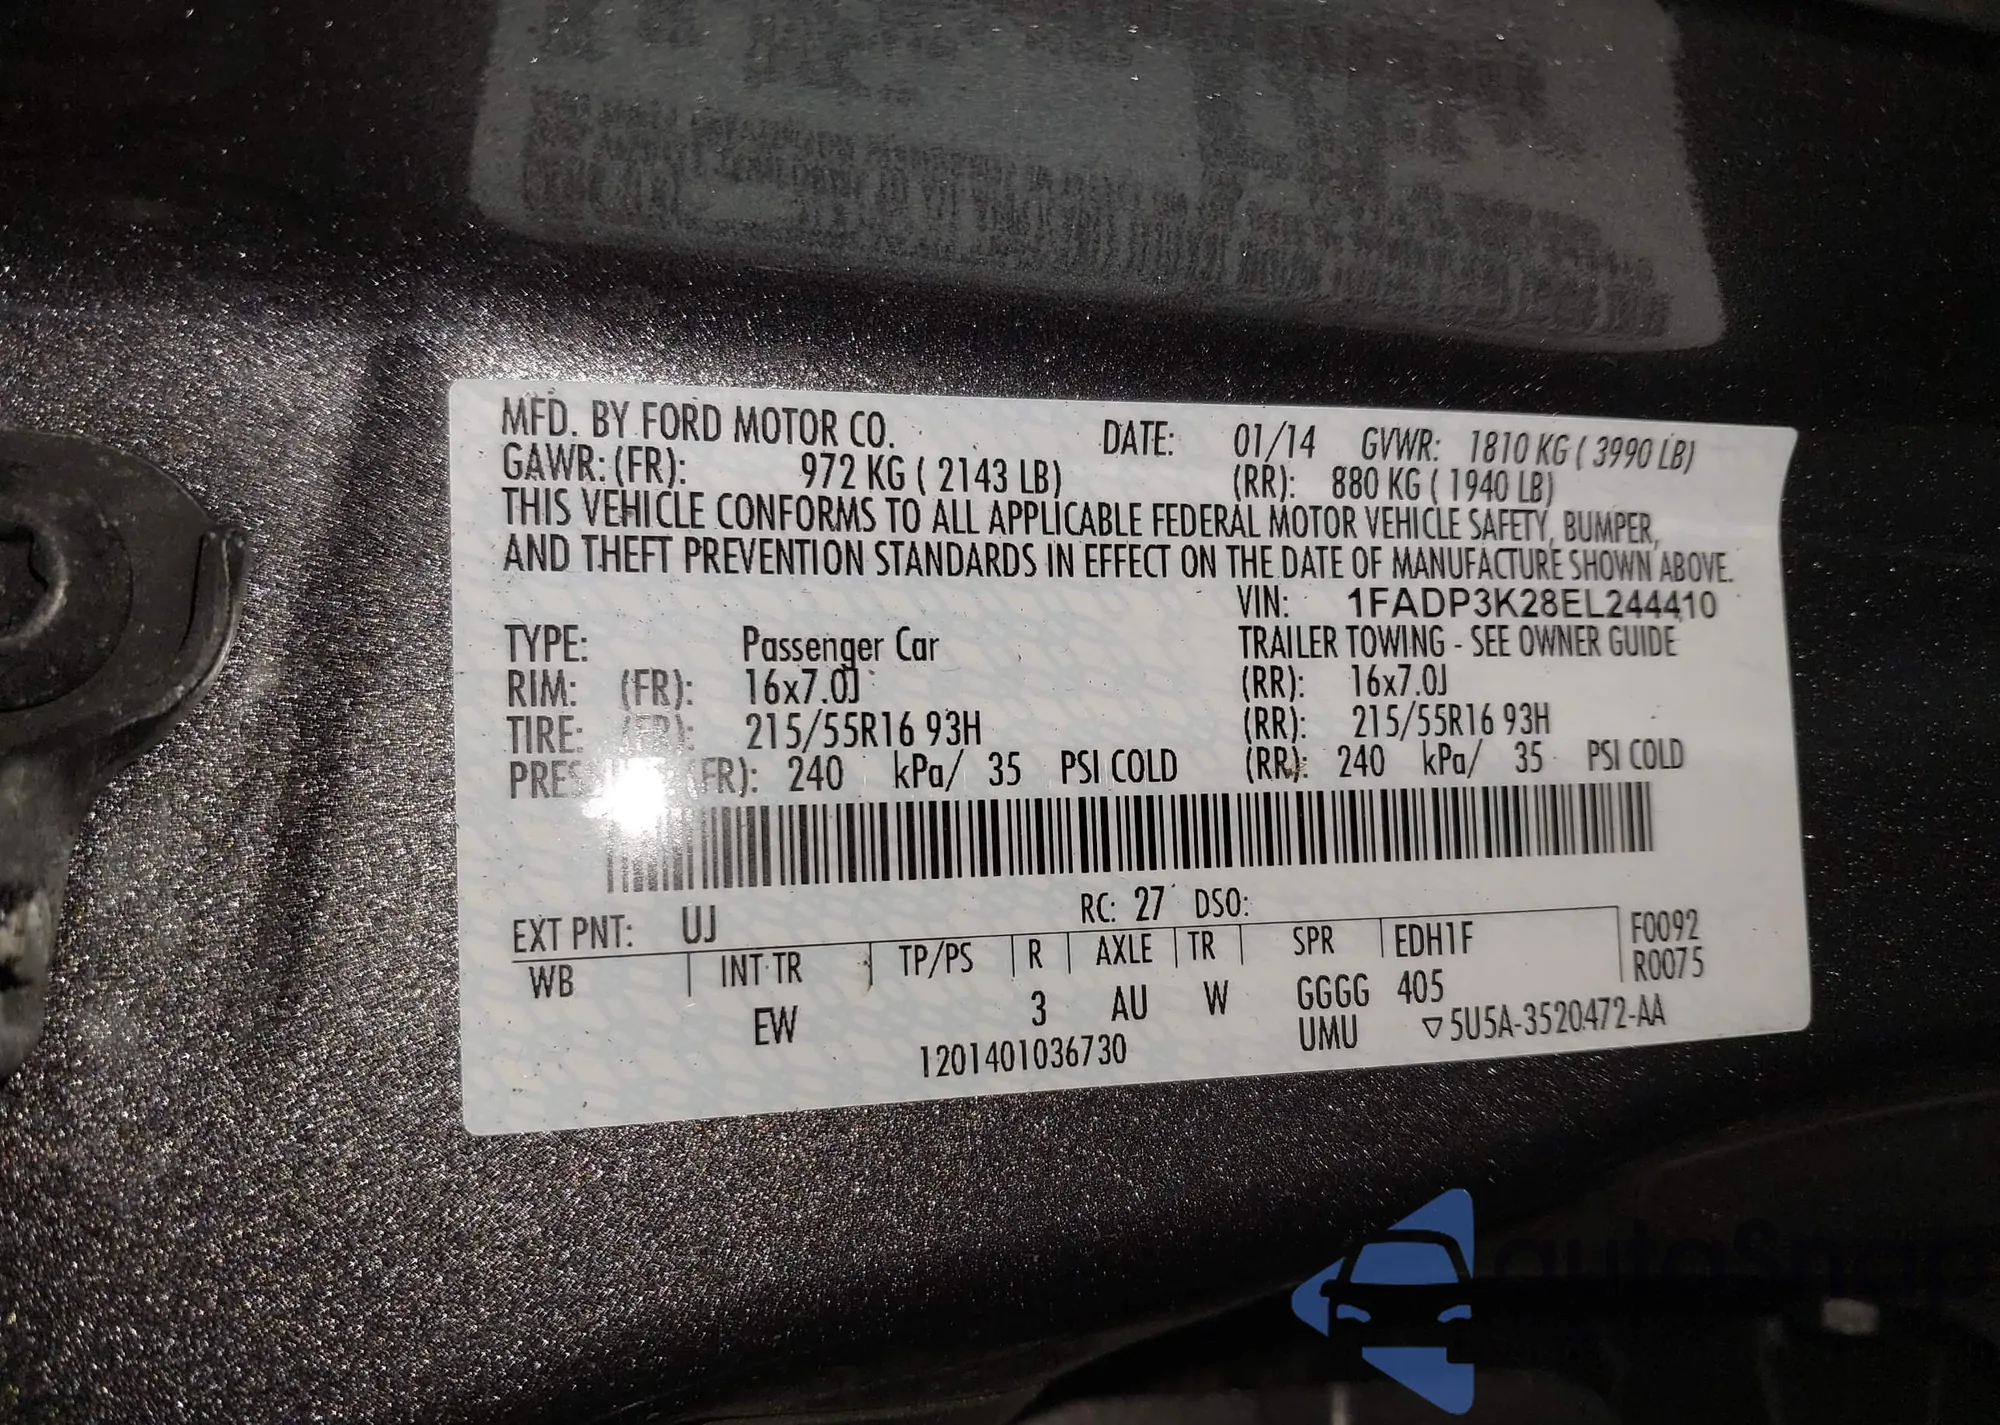 MFD. BY FORD MOTOR CO. DATE: 01/14 GVWR: 1810 KG ( 3990 LB)
GAWR: (FR): 972 KG ( 2143 LB) (RR): 880 KG ( 1940 LB)
THIS VEHICLE CONFORMS TO ALL APPLICABLE FEDERAL MOTOR VEHICLE SAFETY, BUMPER,
AND THEFT PREVENTION STANDARDS IN EFFECT ON THE DATE OF MANUFACTURE SHOWN ABOVE.
VIN: 1FADP3K28EL244410
TYPE: Passenger Car TRAILER TOWING - SEE OWNER GUIDE
RIM: (FR): 16x7.0J (RR): 16x7.0J
TIRE: (FR): 215/55R16 93H (RR): 215/55R16 93H
(FR): 240 kPa/ 35 PSI COLD (RR): 240 kPa/ 35 PSI COLD
EXT PNT: UJ RC: 27 DSO:
WB INT TR TP/PS R AXLE TR SPR EDH1F F0092
R0075
EW 3 AU W GGGG 405
1201401036730 UMU ▽5U5A-3520472-AA
autoSnap